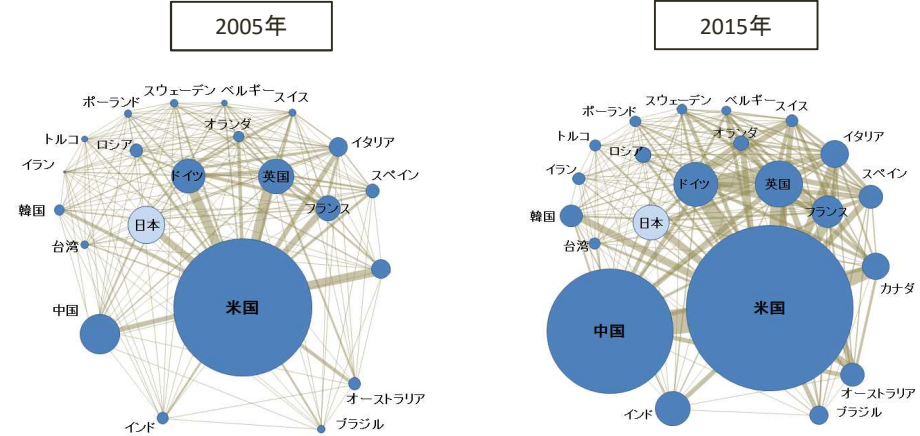 2005年
スウェーデン ベルギー
スイス
ポーランド
オランダ
トルコ
ロシア
イタリア
イラン
ドイツ
英国
スペイン
韓国
日本
フランス
台湾
中国
米国
オーストラリア
インド
ブラジル
2015年
スウェーデン
ベルギー
スイス
ポーランド
オランダ
トルコ
ロシア
イタリア
イラン
ドイツ
英国
スペイン
韓国
日本
フランス
台湾
カナダ
中国
米国
オーストラリア
インド
ブラジル